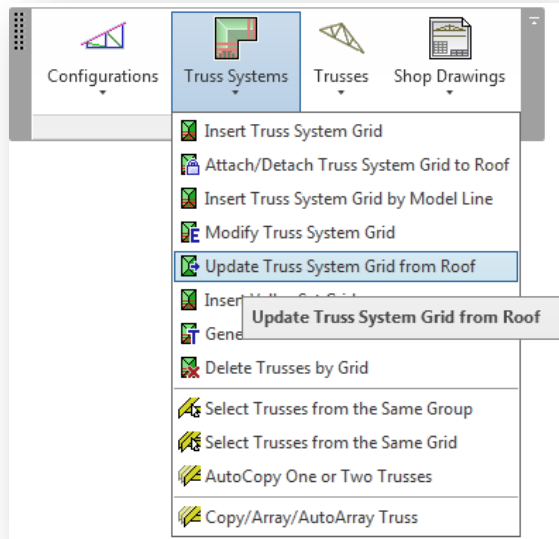 Configurations
Truss Systems
Trusses
Shop Drawings
Insert Truss System Grid
Attach/Detach Truss System Grid to Roof
Insert Truss System Grid by Model Line
Modify Truss System Grid
Update Truss System Grid from Roof
Insert
Update Truss System Grid from Roof
Gene
Delete Trusses by Grid
Select Trusses from the Same Group
Select Trusses from the Same Grid
AutoCopy One or Two Trusses
Copy/Array/AutoArray Truss